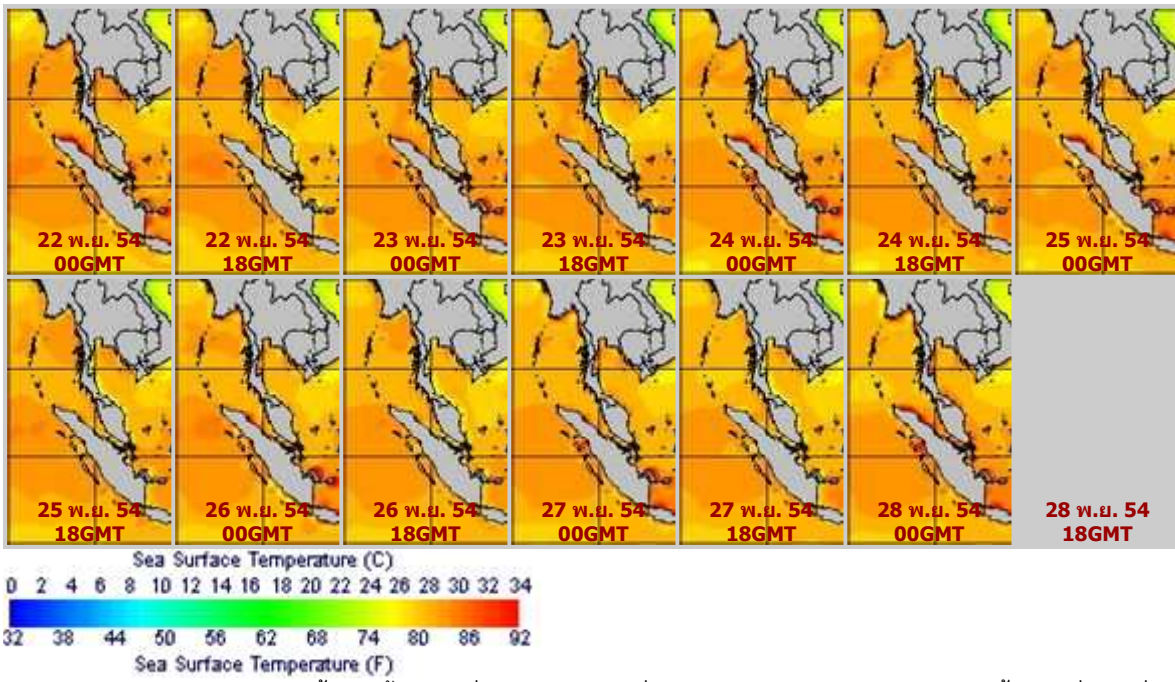 22 พ.ย. 54 22 พ.ย. 54 23 พ.ย. 54 23 พ.ย. 54 24 พ.ย. 54 24 พ.ย. 54 25 พ.ย. 54
00GMT 18GMT 00GMT 18GMT 00GMT 18GMT 00GMT
25 พ.ย. 54 26 พ.ย. 54 26 พ.ย. 54 27 พ.ย. 54 27 พ.ย. 54 28 พ.ย. 54 28 พ.ย. 54
18GMT 00GMT 18GMT 00GMT 18GMT 00GMT 18GMT
Sea Surface Temperature (C)
0 2 4 6 8 10 12 14 16 18 20 22 24 26 28 30 32 34
32 38 44 50 56 62 68 74 80 86 92
Sea Surface Temperature (F)